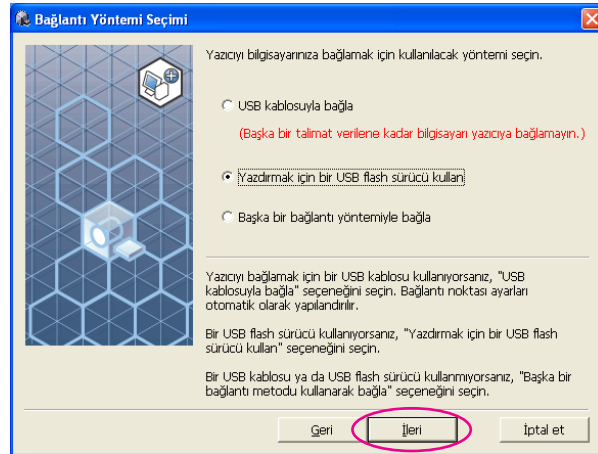 Bağlantı Yöntemi Seçimi
Yazıcıyı bilgisayarınıza bağlamak için kullanılacak yöntemi seçin.
USB kablosuyla bağla
(Başka bir talimat verilene kadar bilgisayarı yazıcıya bağlamayın.)
Yazdırmak için bir USB flash sürücü kullan
Başka bir bağlantı yöntemiyle bağla
Yazıcıyı bağlamak için bir USB kablosu kullanıyorsanız, "USB
kablosuyla bağla" seçeneğini seçin. Bağlantı noktası ayarları
otomatik olarak yapılandırılır.
Bir USB flash sürücü kullanıyorsanız, "Yazdırmak için bir USB flash
sürücü kullan" seçeneğini seçin.
Bir USB kablosu ya da USB flash sürücü kullanmıyorsanız, "Başka bir
bağlantı metodu kullanarak bağla" seçeneğini seçin.
Geri İleri İptal et